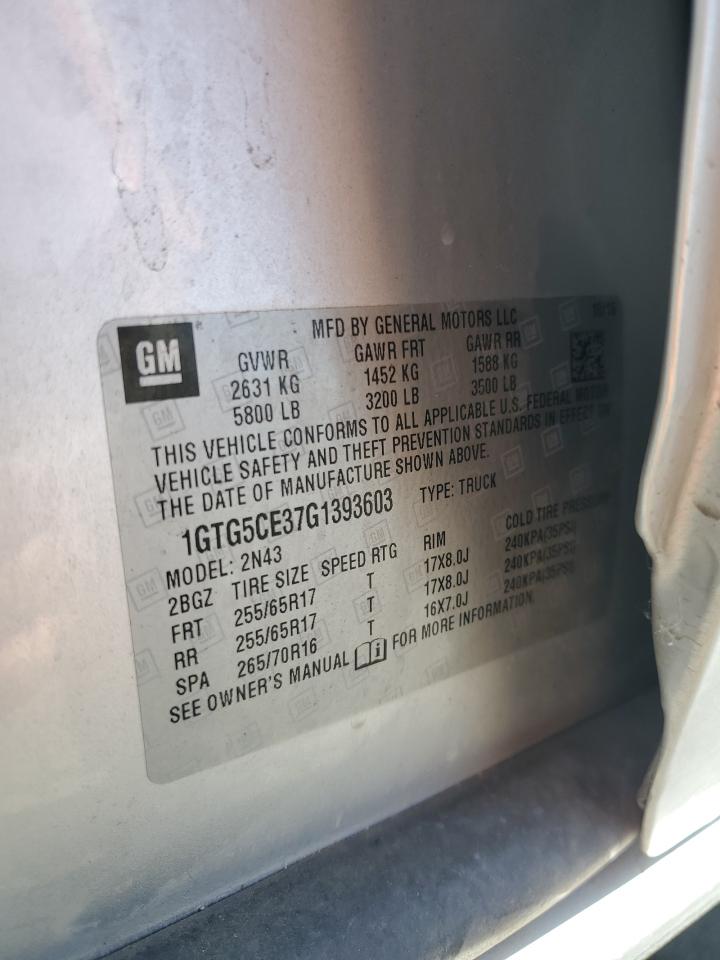 GM
MFD BY GENERAL MOTORS LLC
10/16
GVWR GAWR FRT GAWR RR
2631 KG 1452 KG 1588 KG
5800 LB 3200 LB 3500 LB
THIS VEHICLE CONFORMS TO ALL APPLICABLE U.S. FEDERAL MOTOR
VEHICLE SAFETY AND THEFT PREVENTION STANDARDS IN EFFECT ON
THE DATE OF MANUFACTURE SHOWN ABOVE.
1GTG5CE37G1393603 TYPE: TRUCK
MODEL: 2N43
2BGZ TIRE SIZE SPEED RTG RIM COLD TIRE PRESSURE
FRT 255/65R17 T 17X8.0J 240KPA(35PSI)
RR 255/65R17 T 17X8.0J 240KPA(35PSI)
SPA 265/70R16 T 16X7.0J 240KPA(35PSI)
SEE OWNER'S MANUAL FOR MORE INFORMATION.